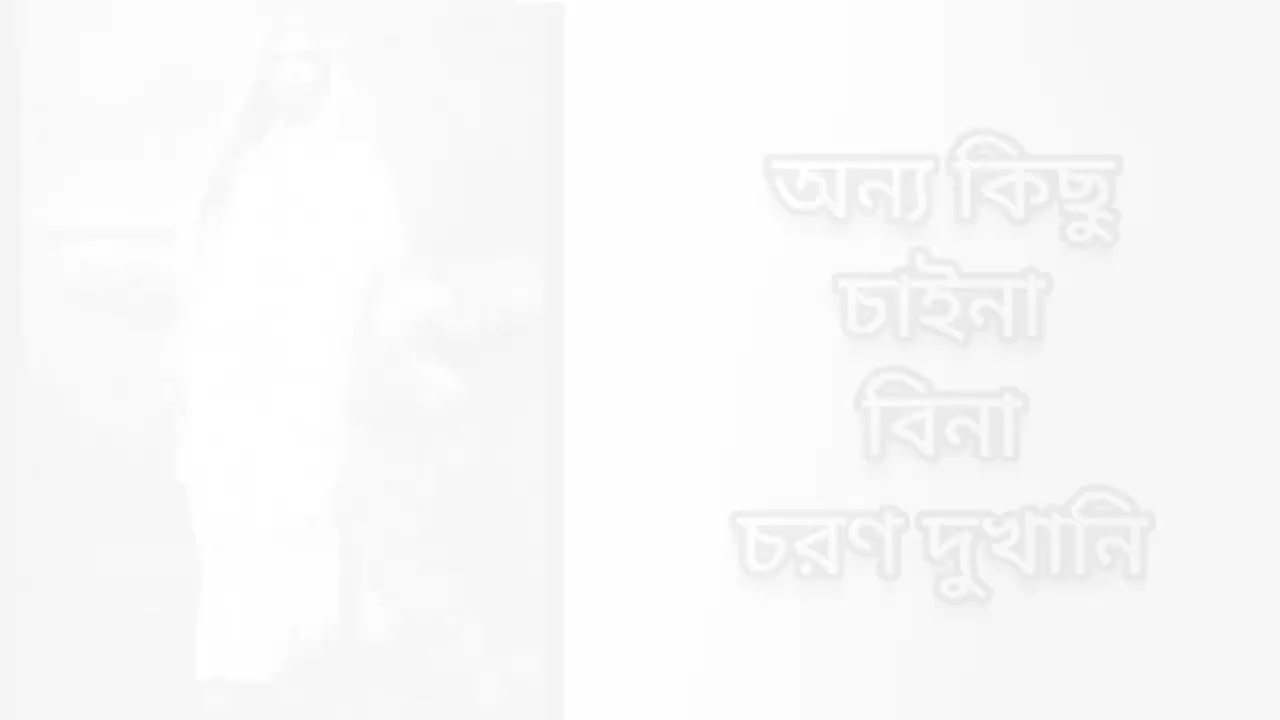 অন্য কিছু
চাইনা
বিনা
চরণ দুখানি